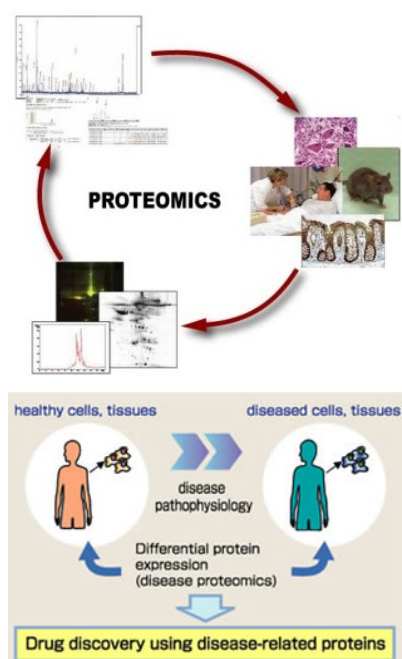 PROTEOMICS
healthy cells, tissues
diseased cells, tissues
disease
pathophysiology
Differential protein
expression
(disease proteomics)
Drug discovery using disease-related proteins